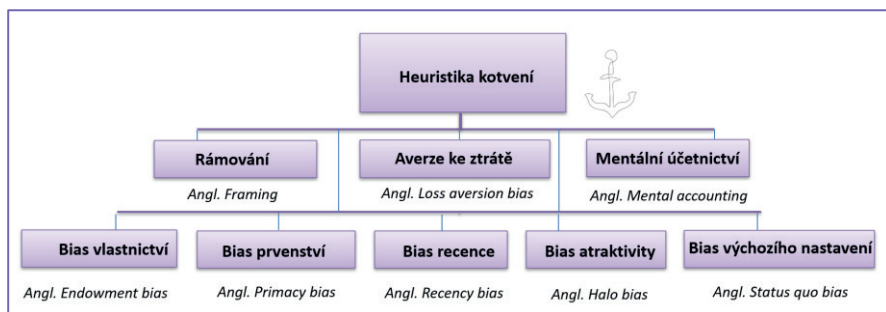 Heuristika kotvení
Rámování
Averze ke ztrátě
Mentální účetnictví
Angl. Framing
Angl. Loss aversion bias
Angl. Mental accounting
Bias vlastnictví
Bias prvenství
Bias recence
Bias atraktivity
Bias výchozího nastavení
Angl. Endowment bias
Angl. Primacy bias
Angl. Recency bias
Angl. Halo bias
Angl. Status quo bias